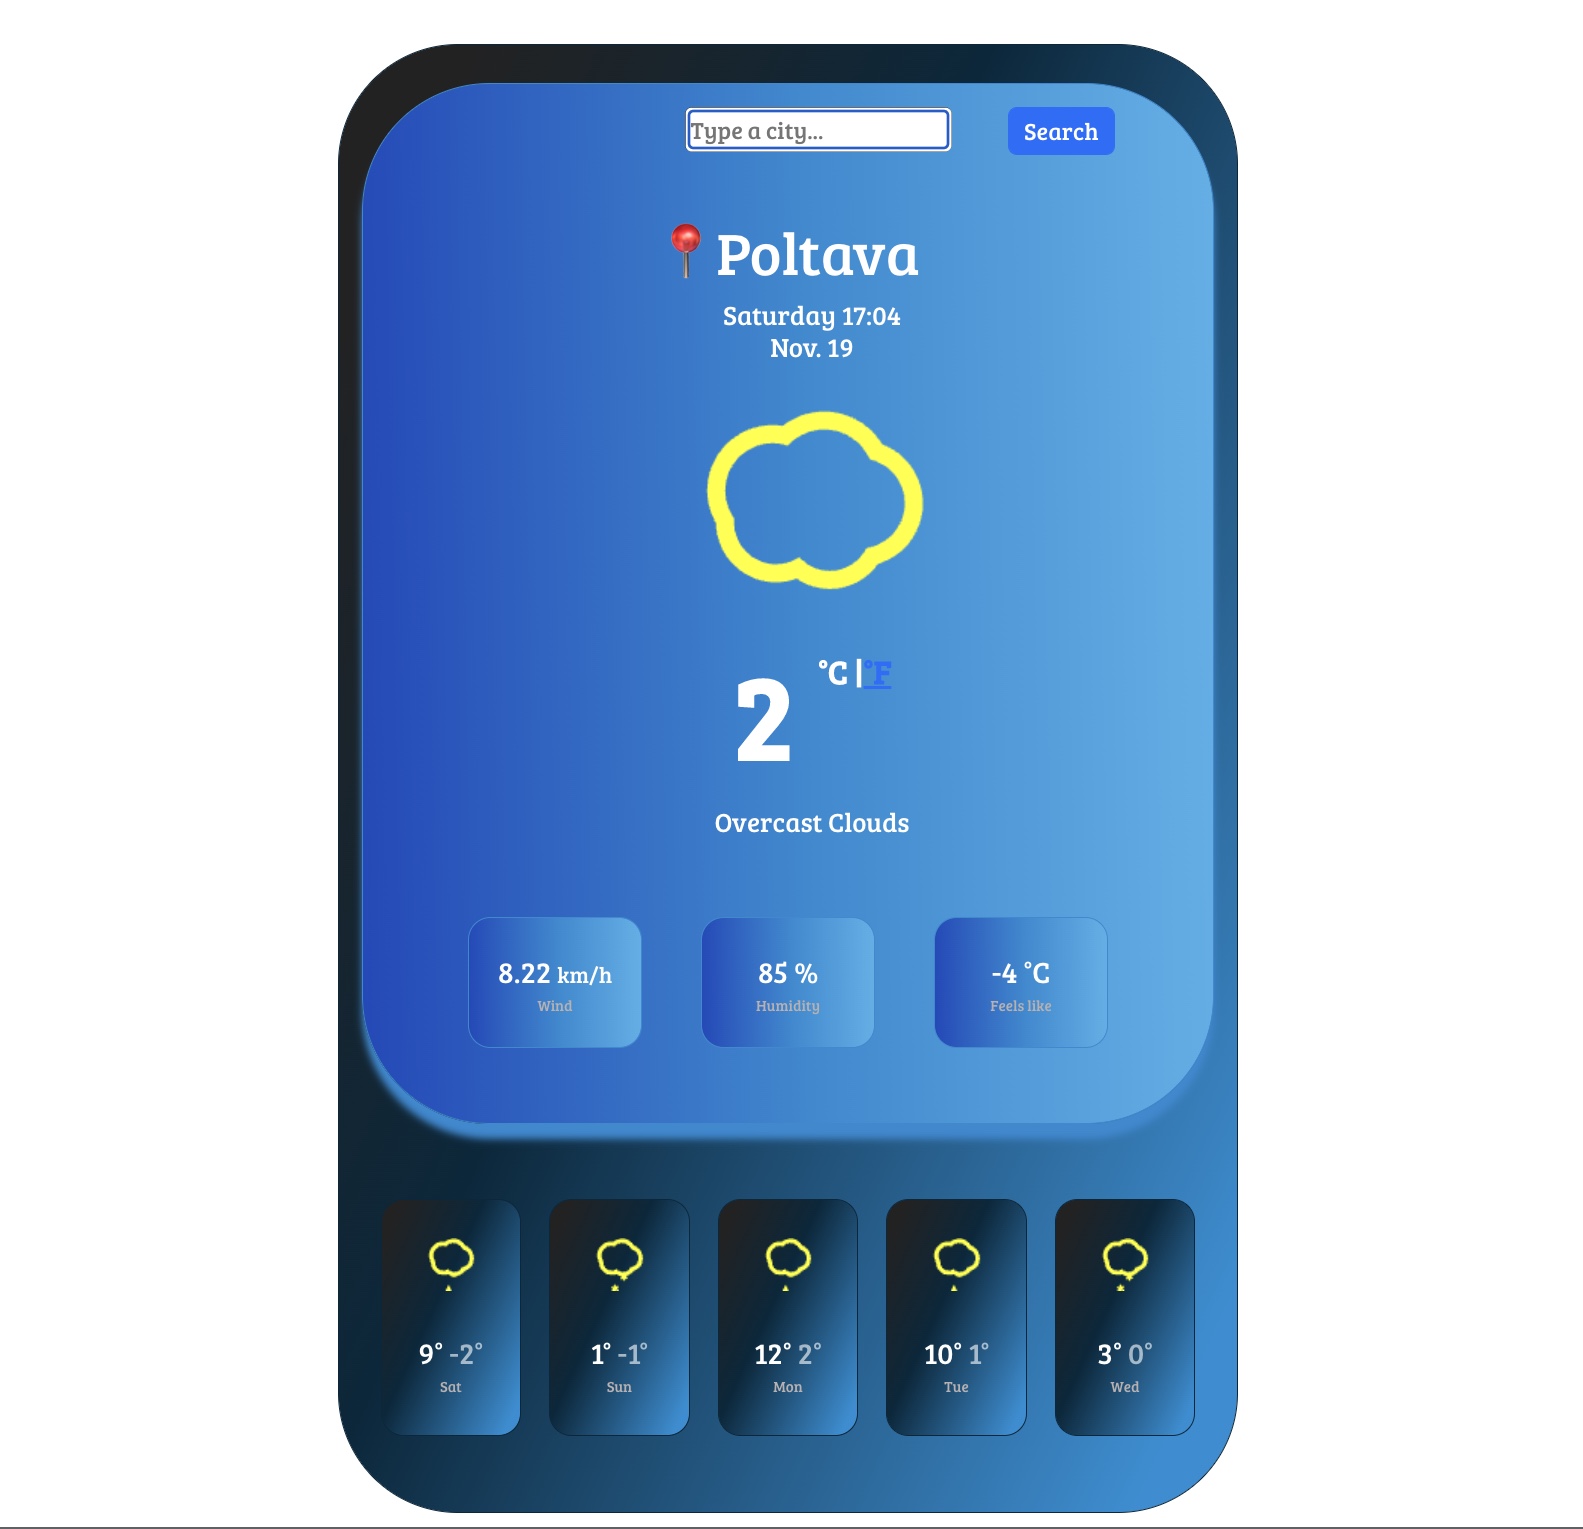 Type a city...
Search
Poltava
Saturday 17:04
Nov. 19
2 °C |°F
Overcast Clouds
8.22 km/h
Wind
85 %
Humidity
-4 °C
Feels like
9° -2°
Sat
1° -1°
Sun
12° 2°
Mon
10° 1°
Tue
3° 0°
Wed